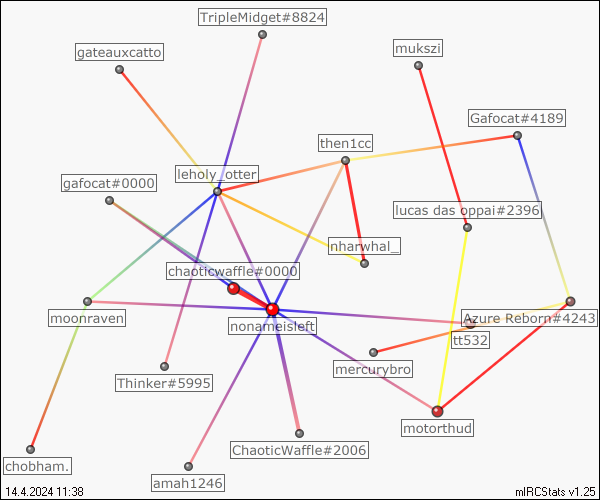 TripleMidget#8824
gateauxcatto
mukszi
Gafocat#4189
then1cc
leholy_otter
gafocat#0000
lucas das oppai#2396
nharwhal_
chaoticwaffle#0000
moonraven
nonameisleft
Azure Reborn#4243
tt532
mercurybro
Thinker#5995
motorthud
ChaoticWaffle#2006
chobham.
amah1246
14.4.2024 11:38
mIRCStats v1.25